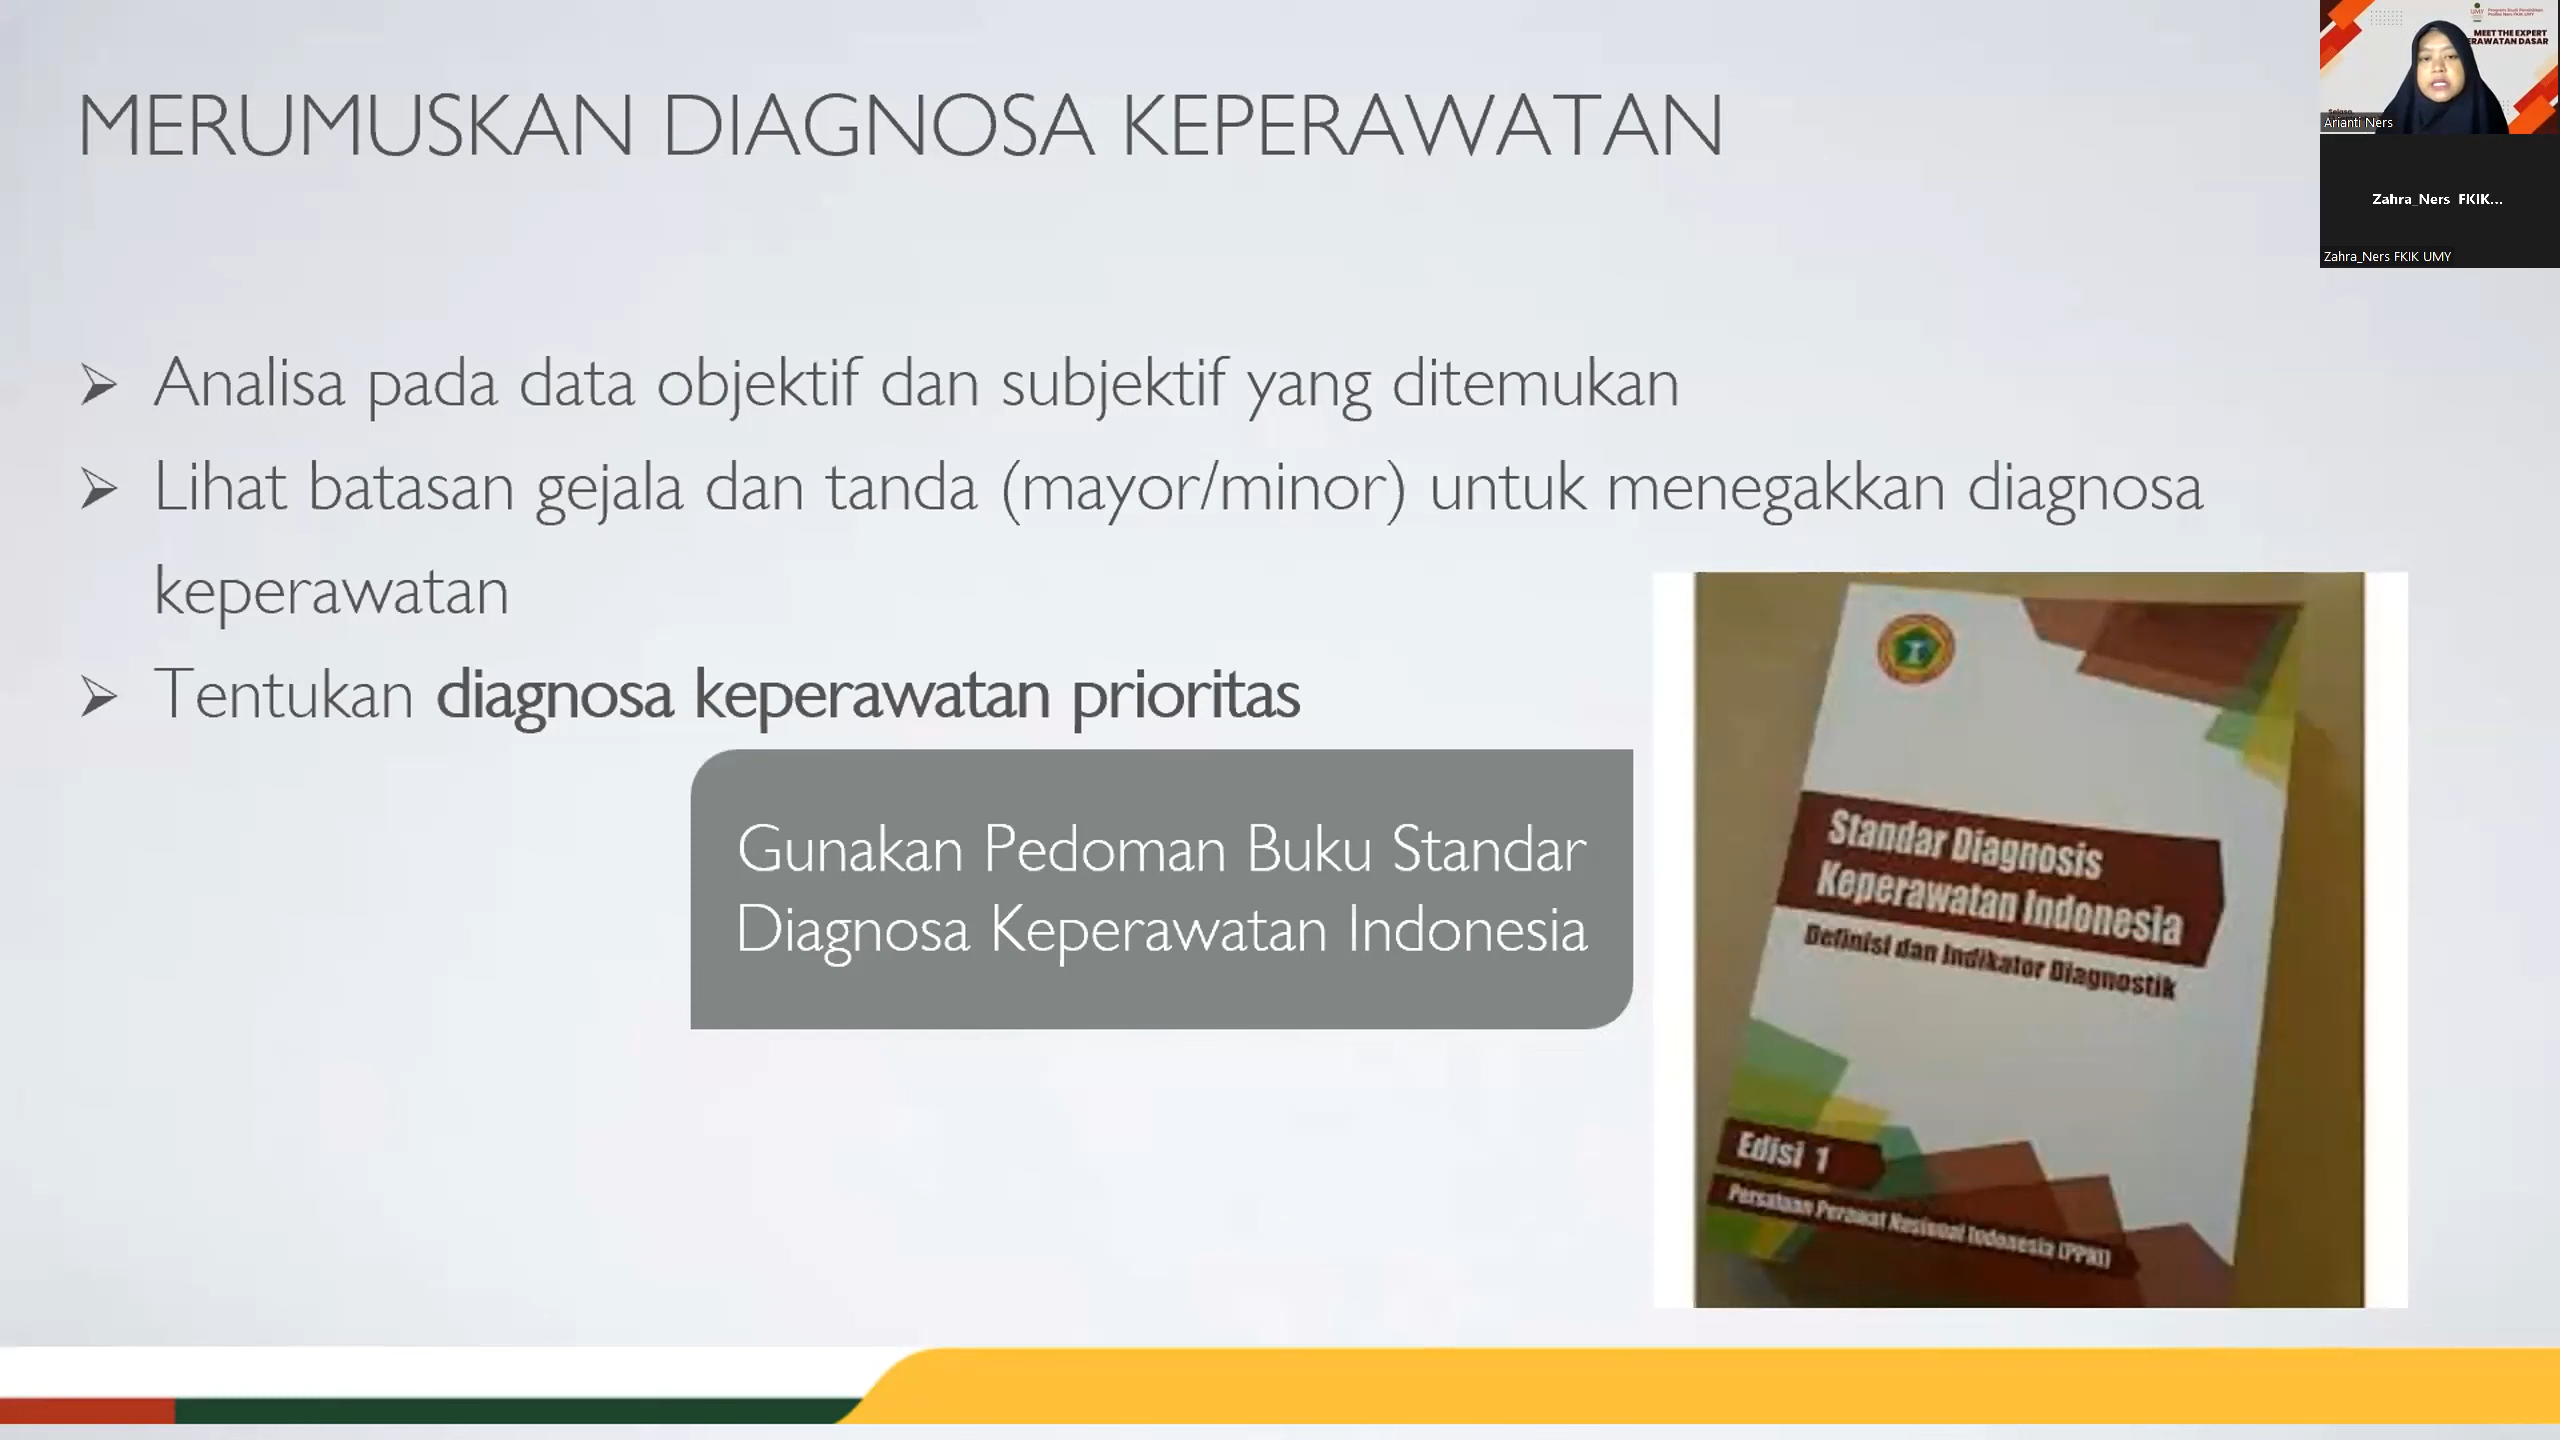 MERUMUSKAN DIAGNOSA KEPERAWATAN
Analisa pada data objektif dan subjektif yang ditemukan
Lihat batasan gejala dan tanda (mayor/minor) untuk menegakkan diagnosa
keperawatan
Tentukan diagnosa keperawatan prioritas
Gunakan Pedoman Buku Standar
Diagnosa Keperawatan Indonesia
Standar Diagnosis
Keperawatan Indonesia
Definisi dan Indikator Diagnostik
Edisi 1
Persatuan Perawat Nasional Indonesia (PPNI)
UMY
MEET THE EXPERT
ERAWATAN DASAR
Arianti Ners
Zahra_Ners FKIK...
Zahra_Ners FKIK UMY